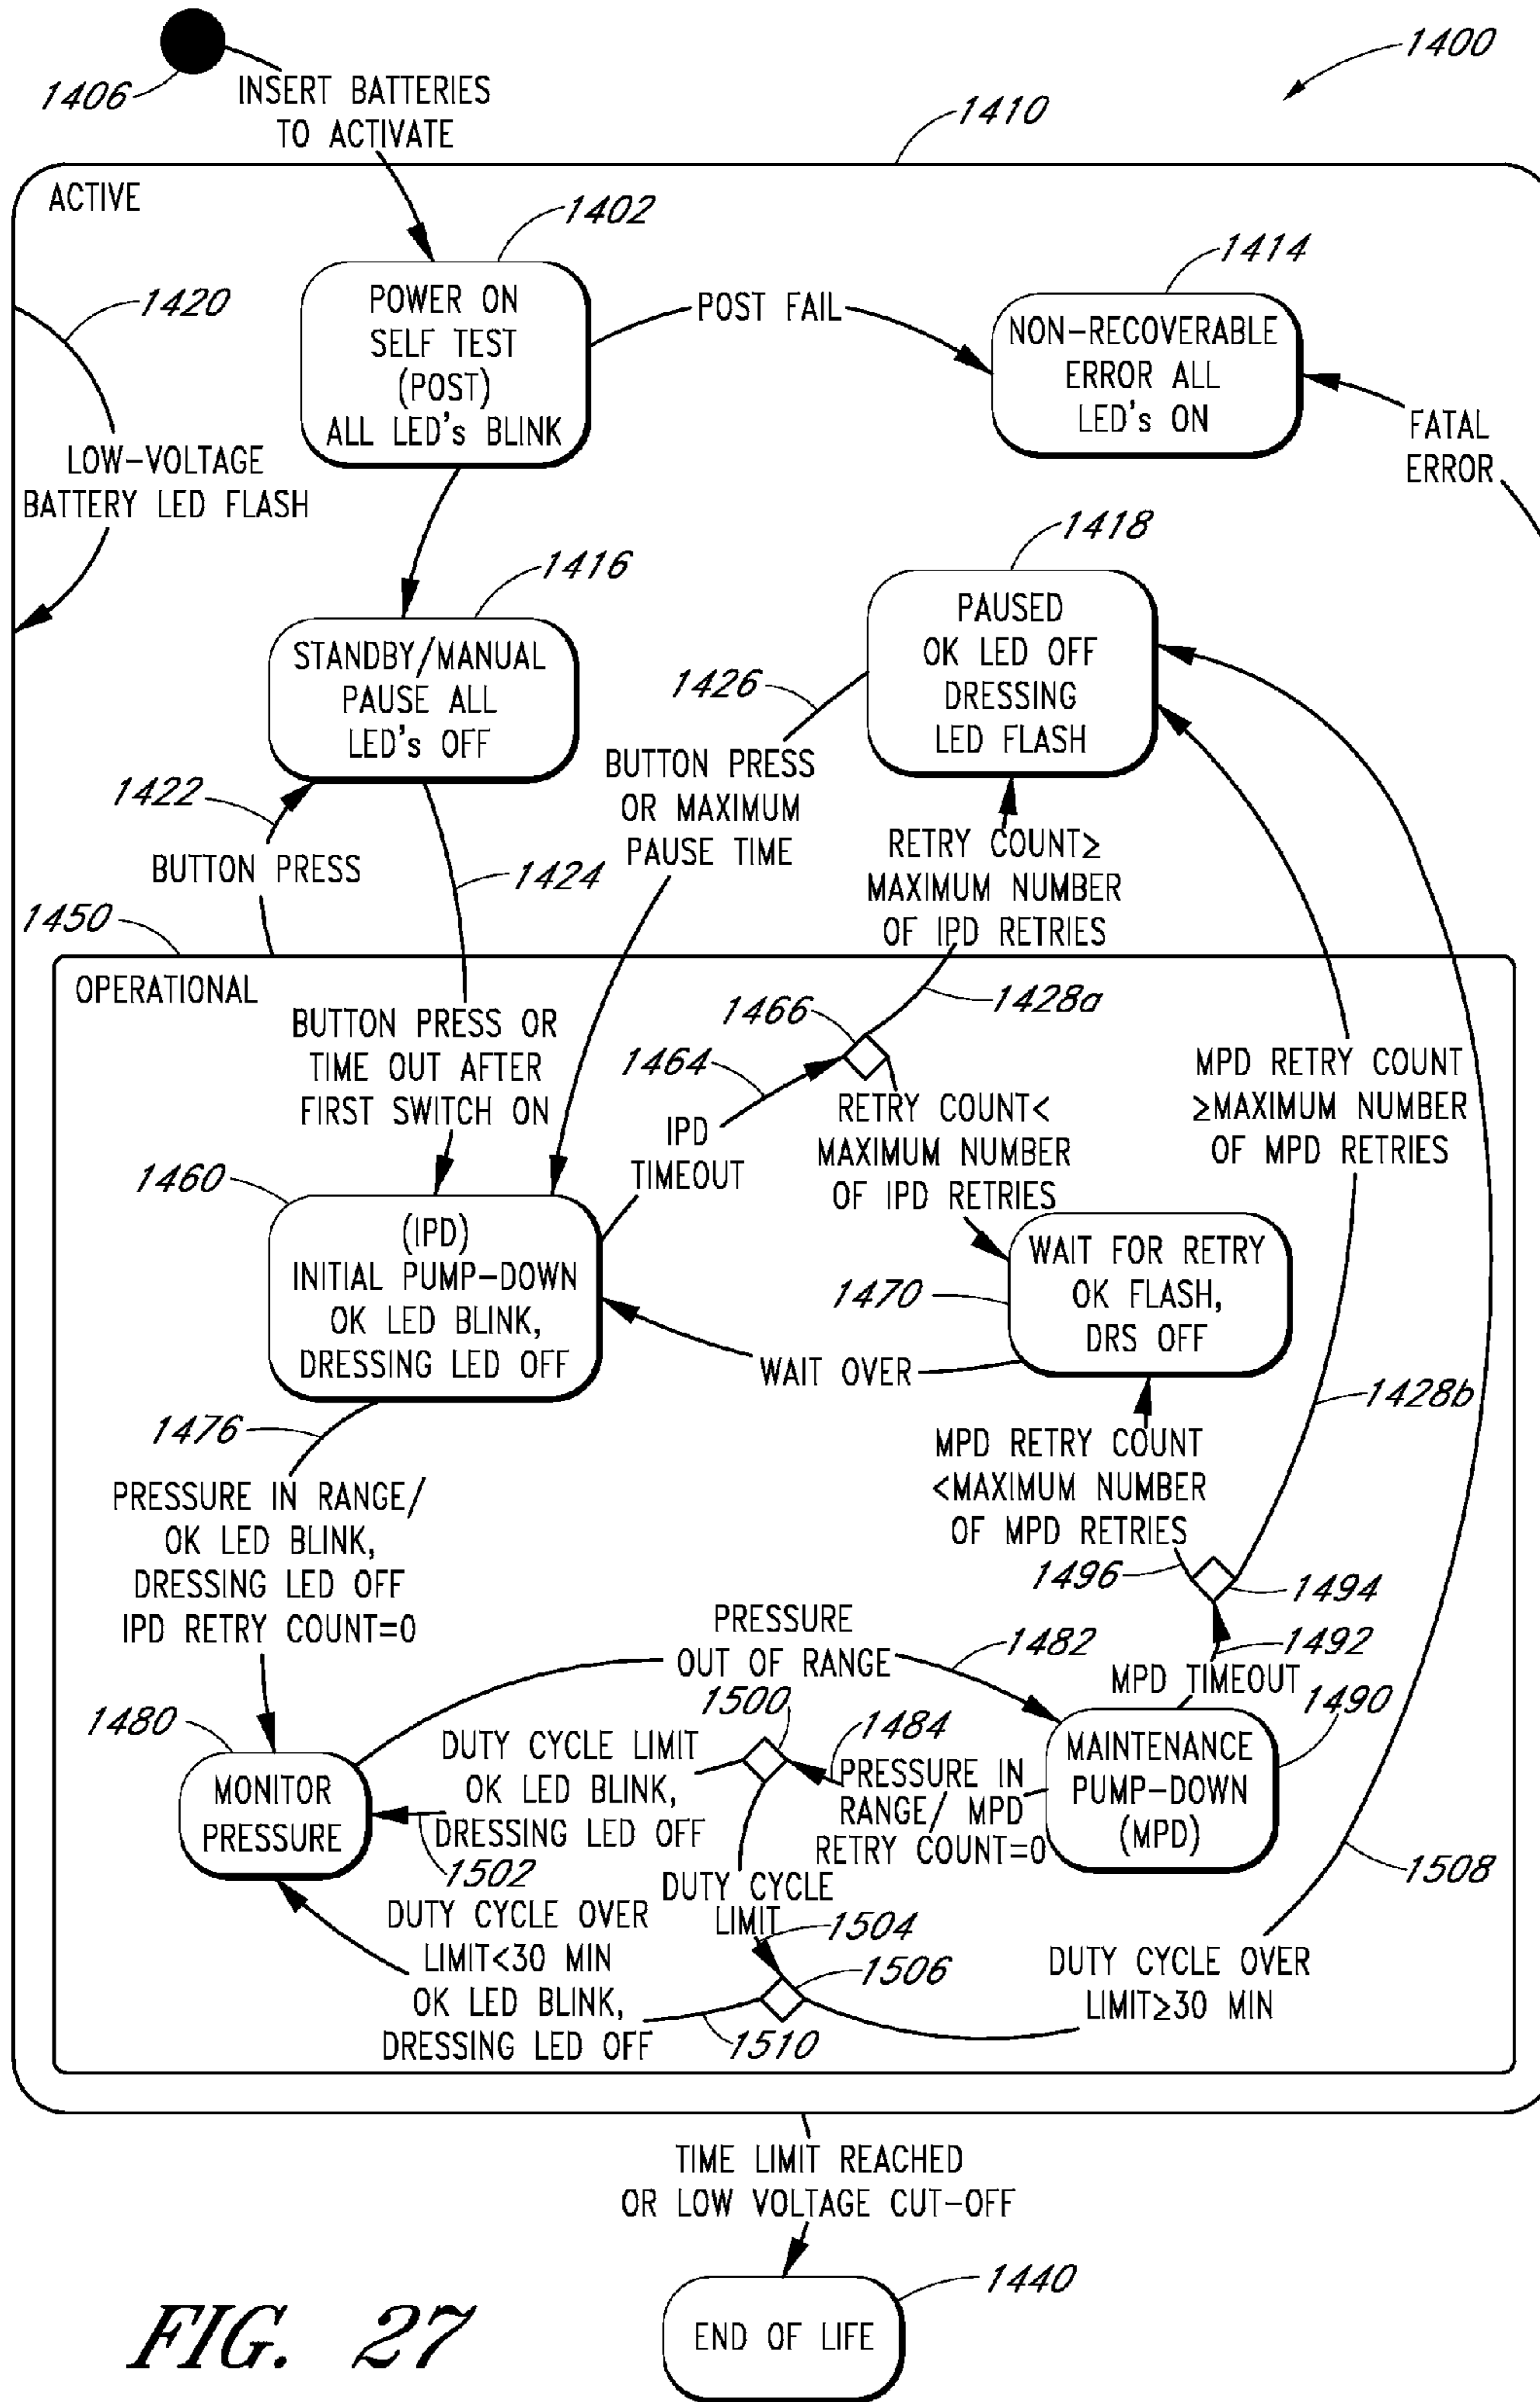 1400
1406
INSERT BATTERIES
TO ACTIVATE
1410
ACTIVE
1402
POWER ON
SELF TEST
(POST)
ALL LED's BLINK
POST FAIL
1414
NON-RECOVERABLE
ERROR ALL
LED's ON
FATAL
ERROR
1420
LOW-VOLTAGE
BATTERY LED FLASH
1416
STANDBY/MANUAL
PAUSE ALL
LED's OFF
1418
PAUSED
OK LED OFF
DRESSING
LED FLASH
1426
BUTTON PRESS
OR MAXIMUM
PAUSE TIME
1422
BUTTON PRESS
1424
RETRY COUNT≥
MAXIMUM NUMBER
OF IPD RETRIES
1450
OPERATIONAL
BUTTON PRESS OR
TIME OUT AFTER
FIRST SWITCH ON
1466
1428a
1464
IPD
TIMEOUT
RETRY COUNT<
MAXIMUM NUMBER
OF IPD RETRIES
MPD RETRY COUNT
≥MAXIMUM NUMBER
OF MPD RETRIES
1460
(IPD)
INITIAL PUMP-DOWN
OK LED BLINK,
DRESSING LED OFF
1470
WAIT FOR RETRY
OK FLASH,
DRS OFF
WAIT OVER
1428b
1476
PRESSURE IN RANGE/
OK LED BLINK,
DRESSING LED OFF
IPD RETRY COUNT=0
MPD RETRY COUNT
<MAXIMUM NUMBER
OF MPD RETRIES
1496
1494
1492
MPD TIMEOUT
PRESSURE
OUT OF RANGE
1482
1500
1484
1490
1480
MONITOR
PRESSURE
DUTY CYCLE LIMIT
OK LED BLINK,
DRESSING LED OFF
1502
PRESSURE IN
RANGE/ MPD
RETRY COUNT=0
MAINTENANCE
PUMP-DOWN
(MPD)
1508
DUTY CYCLE
LIMIT
1504
1506
DUTY CYCLE OVER
LIMIT<30 MIN
OK LED BLINK,
DRESSING LED OFF
1510
DUTY CYCLE OVER
LIMIT≥30 MIN
TIME LIMIT REACHED
OR LOW VOLTAGE CUT-OFF
1440
END OF LIFE
FIG. 27